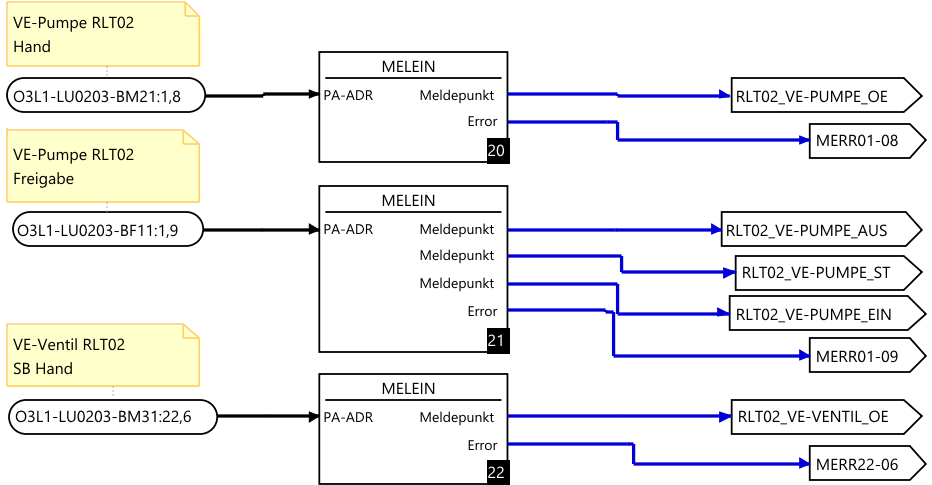 VE-Pumpe RLT02
Hand
O3L1-LU0203-BM21:1,8
MELEIN
PA-ADR
Meldepunkt
Error
20
RLT02_VE-PUMPE_OE
MERR01-08
VE-Pumpe RLT02
Freigabe
O3L1-LU0203-BF11:1,9
MELEIN
PA-ADR
Meldepunkt
Meldepunkt
Meldepunkt
Error
21
RLT02_VE-PUMPE_AUS
RLT02_VE-PUMPE_ST
RLT02_VE-PUMPE_EIN
MERR01-09
VE-Ventil RLT02
SB Hand
O3L1-LU0203-BM31:22,6
MELEIN
PA-ADR
Meldepunkt
Error
22
RLT02_VE-VENTIL_OE
MERR22-06